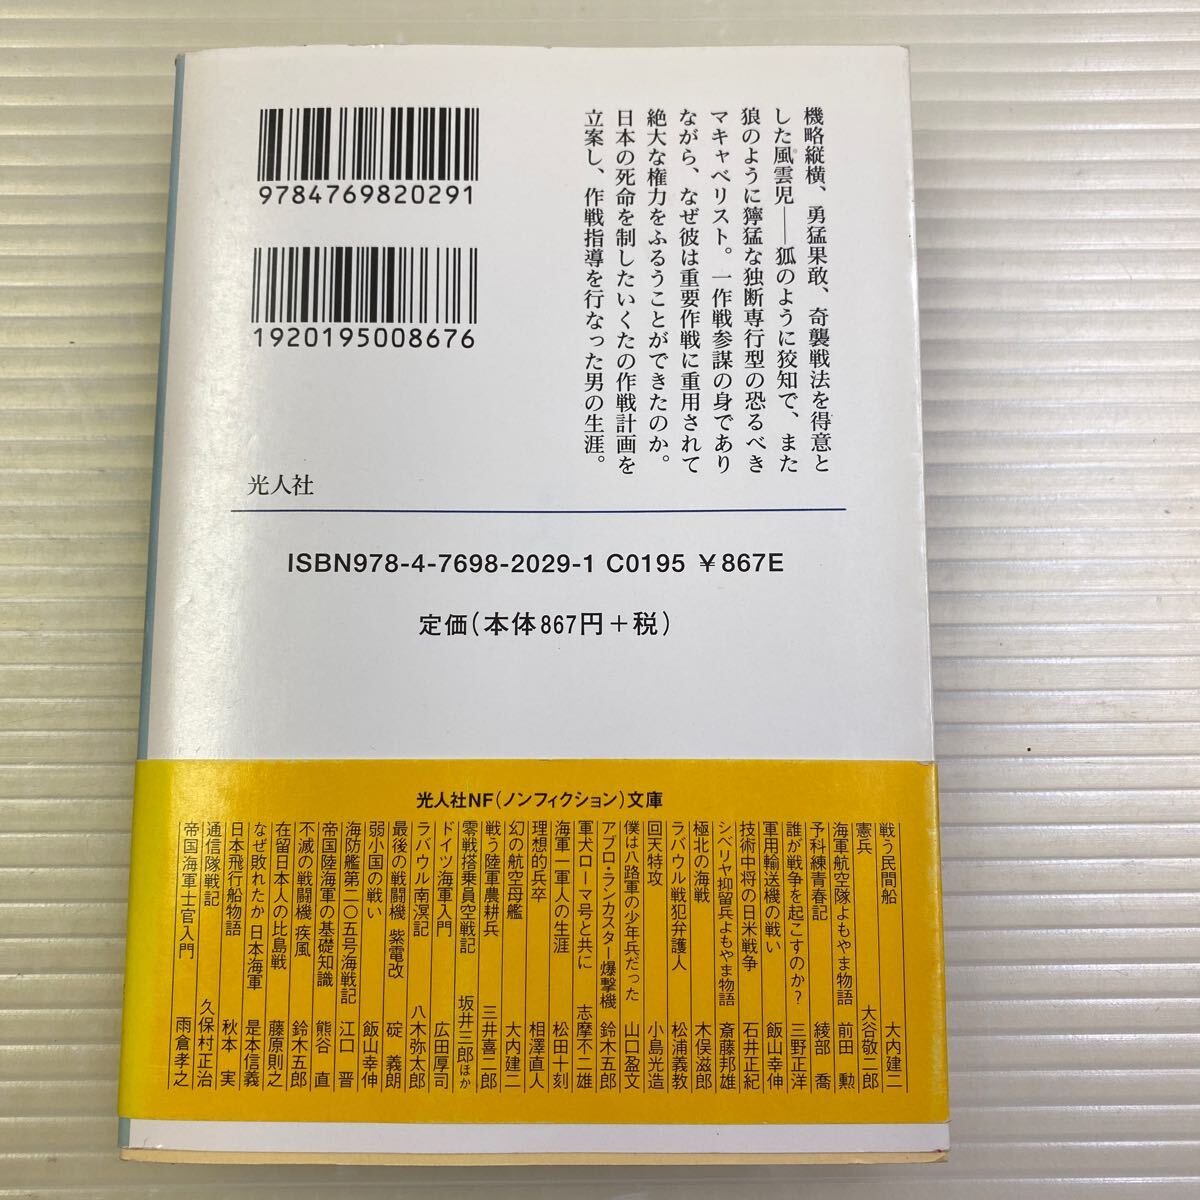 機略縦横、勇猛果敢、奇襲戦法を得意と
した風雲児――狐のように狡知で、また
狼のように獰猛な独断専行型の恐るべき
マキャベリスト。一作戦参謀の身であり
ながら、なぜ彼は重要作戦に重用されて
絶大な権力をふるうことができたのか。
日本の死命を制したいくたの作戦計画を
立案し、作戦指導を行なった男の生涯。
9784769820291
1920195008676
光人社
ISBN978-4-7698-2029-1 C0195 ￥867E
定価(本体867円＋税)
光人社NF(ノンフィクション)文庫
戦う民間船 大内建二
憲兵 大谷敬二郎
海軍航空隊よもやま物語 前田 勲
予科練青春記 綾部 喬
誰が戦争を起こすのか? 三野正洋
軍用輸送機の戦い 飯山幸伸
技術中将の日米戦争 石井正紀
シベリヤ抑留兵よもやま物語 斎藤邦雄
極北の海戦 木俣滋郎
ラバウル戦犯弁護人 松浦義教
回天特攻 小島光造
僕は八路軍の少年兵だった 山口盈文
アブロ・ランカスター爆撃機 鈴木五郎
軍犬ローマ号と共に 志摩不二雄
海軍一軍人の生涯 松田十刻
理想的兵卒 相澤直人
幻の航空母艦 大内建二
戦う陸軍農耕兵 三井喜二郎
零戦搭乗員空戦記 坂井三郎ほか
ドイツ海軍入門 広田厚司
ラバウル南溟記 八木弥太郎
最後の戦闘機 紫電改 碇 義朗
弱小国の戦い 飯山幸伸
海防艦第二〇五号海戦記 江口 晋
帝国陸海軍の基礎知識 熊谷 直
不滅の戦闘機 疾風 鈴木五郎
在留日本人の比島戦 藤原則之
なぜ敗れたか 日本海軍 是本信義
日本飛行船物語 秋本 実
通信隊戦記 久保村正治
帝国海軍士官入門 雨倉孝之